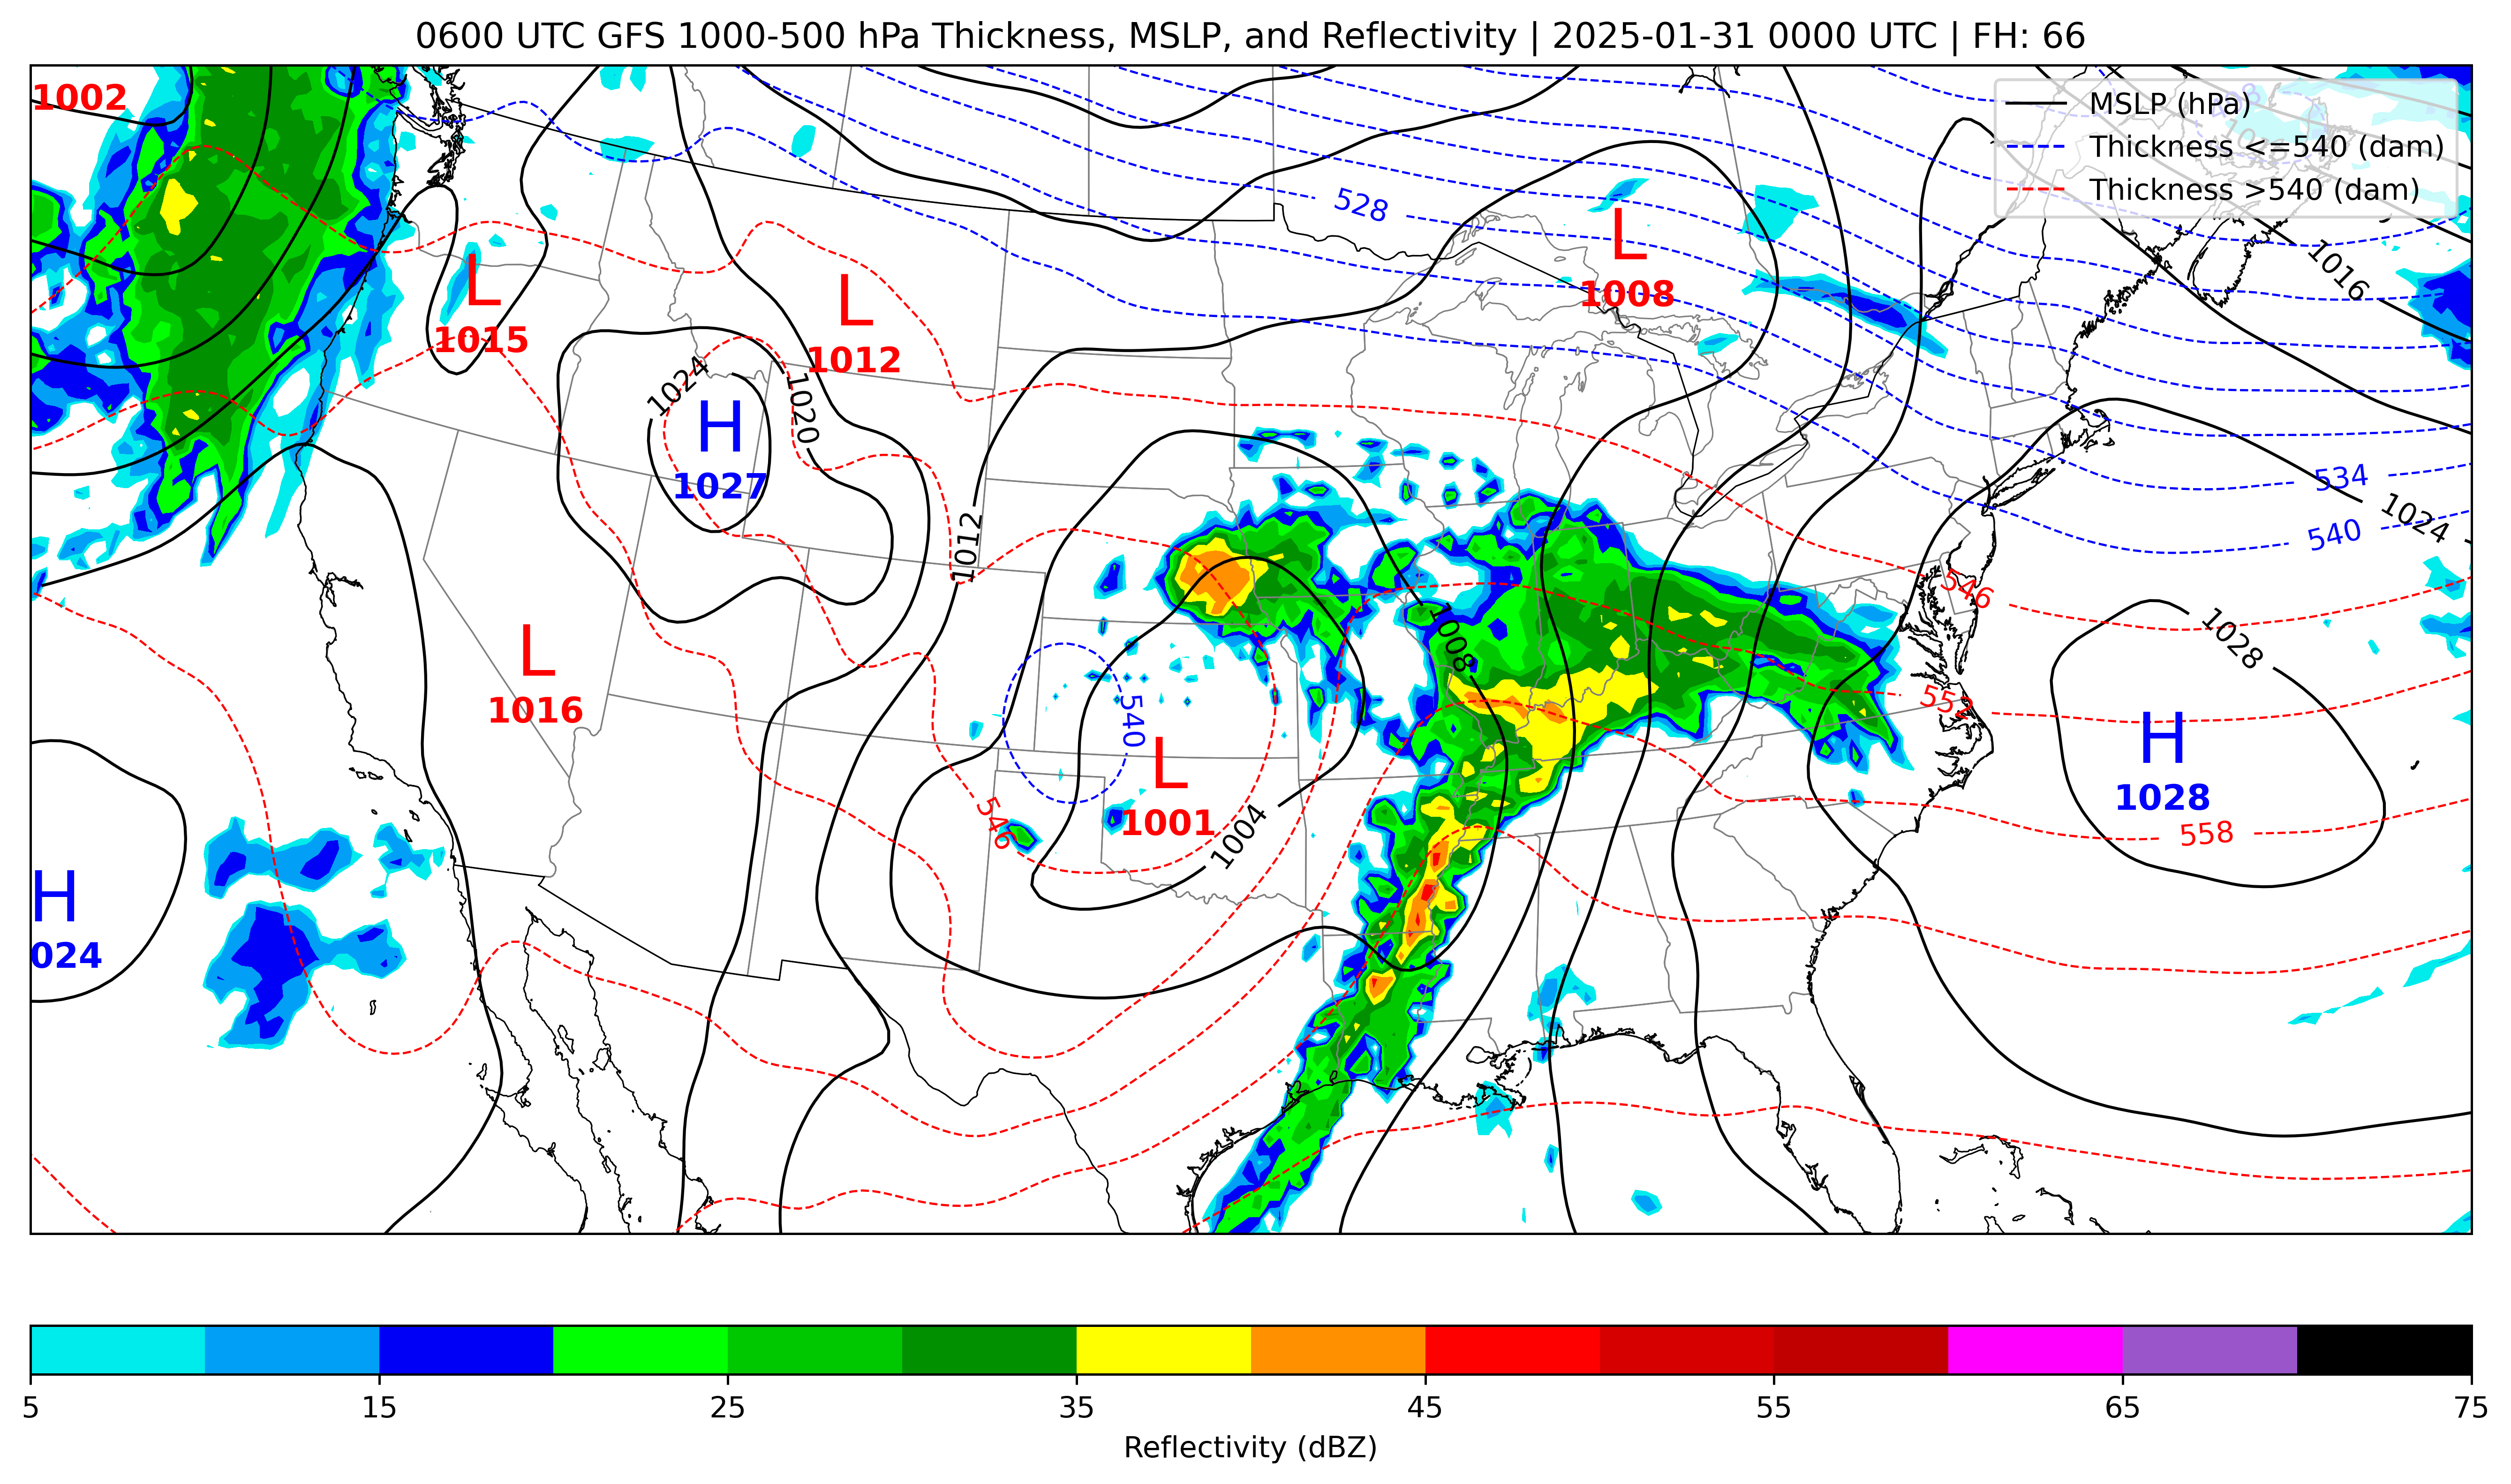 0600 UTC GFS 1000-500 hPa Thickness, MSLP, and Reflectivity | 2025-01-31 0000 UTC | FH: 66
1002
MSLP (hPa)
Thickness <=540 (dam)
Thickness >540 (dam)
528
L
1008
1016
L
1015
L
1012
1024
1020
H
1027
534
1024
540
1012
546
1008
1028
L
1016
540
552
H
1028
L
1001
546
1004
558
H
024
5
15
25
35
45
55
65
75
Reflectivity (dBZ)